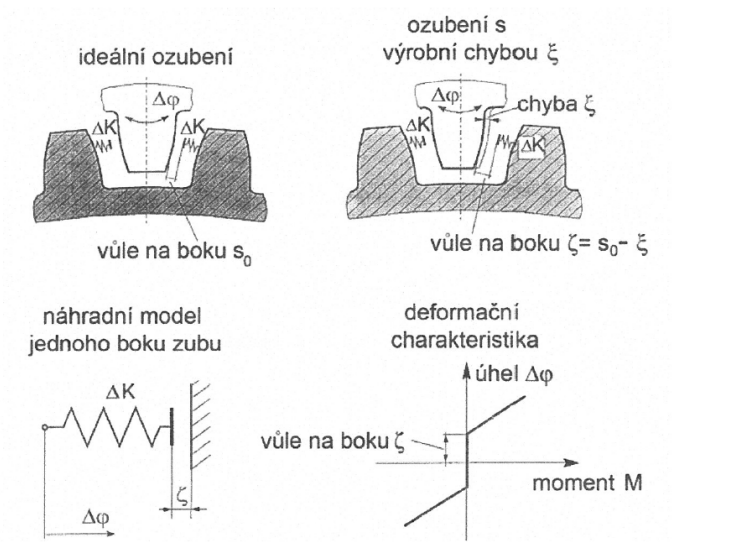 ideální ozubení
Δφ
ΔK
ΔK
vůle na boku s₀
ozubení s
výrobní chybou ξ
Δφ
chyba ξ
ΔK
ΔK
vůle na boku ζ= s₀- ξ
náhradní model
jednoho boku zubu
ΔK
ζ
Δφ
deformační
charakteristika
úhel Δφ
vůle na boku ζ
moment M